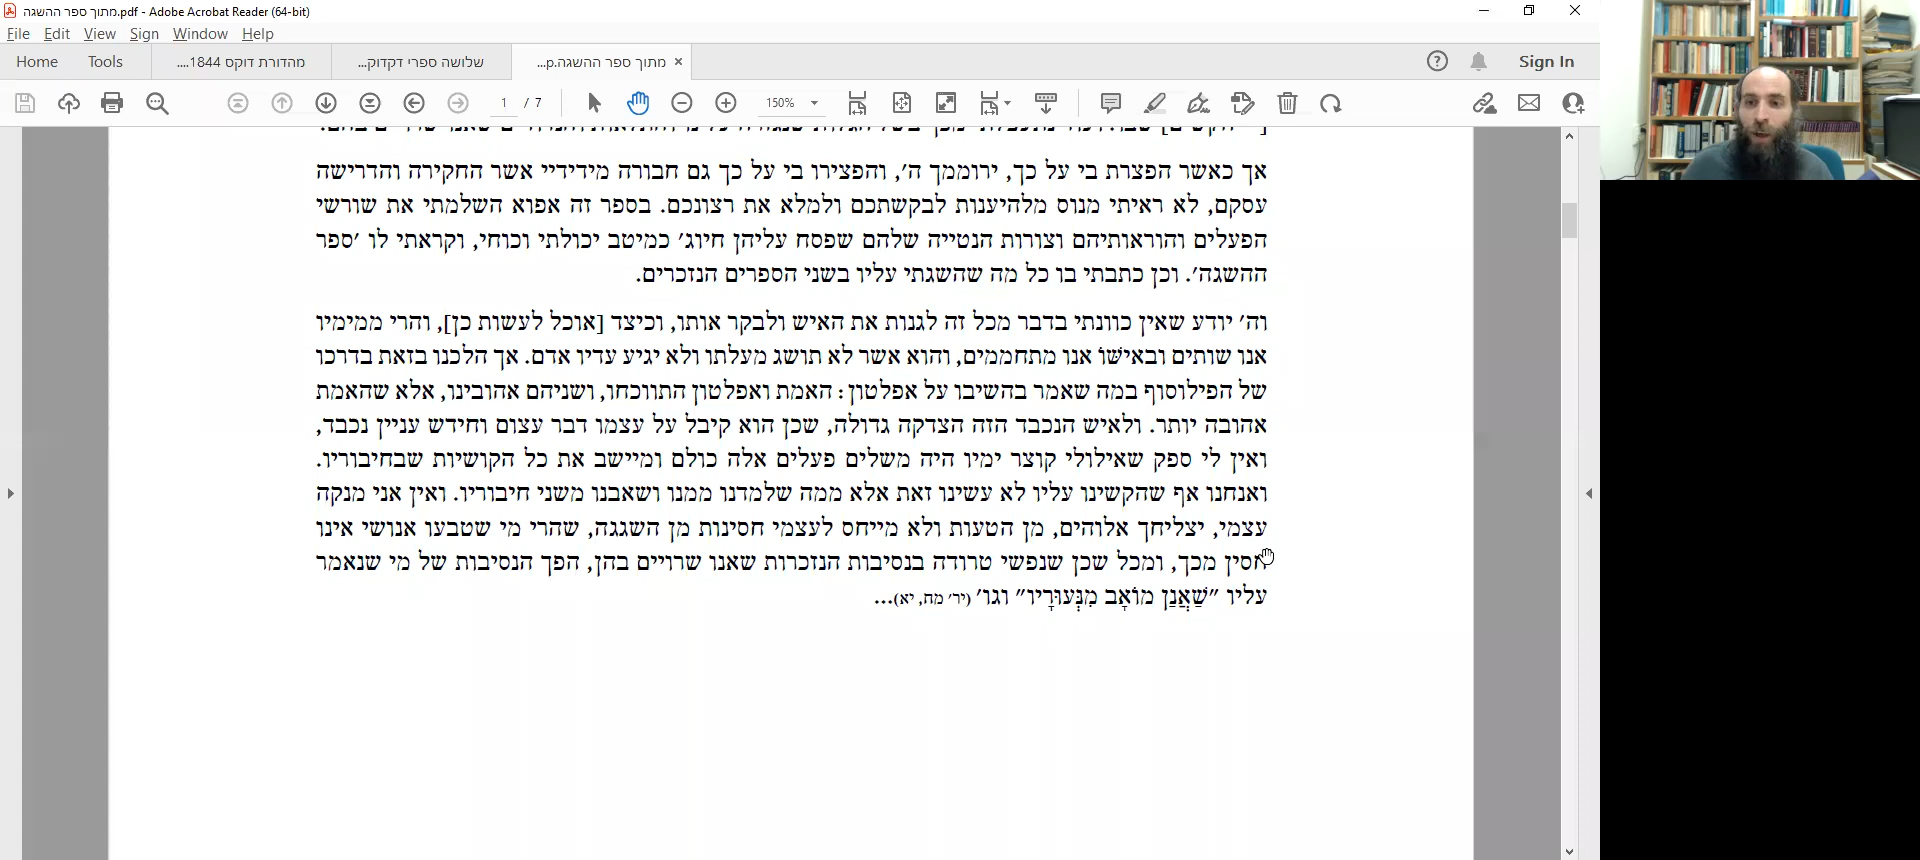 מתוך ספר ההשגה.pdf - Adobe Acrobat Reader (64-bit)
File Edit View Sign Window Help
Home Tools מהדורת דוקס 1844.... שלושה ספרי דקדוק... מתוך ספר ההשגה.p... × Sign In
1 / 7 150%
אך כאשר הפצרת בי על כך, ירוממך ה׳, והפצירו בי על כך גם חבורה מידידיי אשר החקירה והדרישה
עסקם, לא ראיתי מנוס מלהיענות לבקשתכם ולמלא את רצונכם. בספר זה אפוא השלמתי את שורשי
הפעלים והוראותיהם וצורות הנטייה שלהם שפסח עליהן חיוג׳ כמיטב יכולתי וכוחי, וקראתי לו ׳ספר
ההשגה׳. וכן כתבתי בו כל מה שהשגתי עליו בשני הספרים הנזכרים.
וה׳ יודע שאין כוונתי בדבר מכל זה לגנות את האיש ולבקר אותו, וכיצד [אוכל לעשות כן], והרי ממימיו
אנו שותים ובאישׁוֹ אנו מתחממים, והוא אשר לא תושג מעלתו ולא יגיע עדיו אדם. אך הלכנו בזאת בדרכו
של הפילוסוף במה שאמר בהשיבו על אפלטון: האמת ואפלטון התווכחו, ושניהם אהובינו, אלא שהאמת
אהובה יותר. ולאיש הנכבד הזה הצדקה גדולה, שכן הוא קיבל על עצמו דבר עצום וחידש עניין נכבד,
ואין לי ספק שאילולי קוצר ימיו היה משלים פעלים אלה כולם ומיישב את כל הקושיות שבחיבוריו.
ואנחנו אף שהקשינו עליו לא עשינו זאת אלא ממה שלמדנו ממנו ושאבנו משני חיבוריו. ואין אני מנקה
עצמי, יצליחך אלוהים, מן הטעות ולא מייחס לעצמי חסינות מן השגגה, שהרי מי שטבעו אנושי אינו
חסין מכך, ומכל שכן שנפשי טרודה בנסיבות הנזכרות שאנו שרויים בהן, הפך הנסיבות של מי שנאמר
עליו ״שַׁאֲנַן מוֹאָב מִנְּעוּרָיו״ וגו׳ (יר׳ מח, יא)...